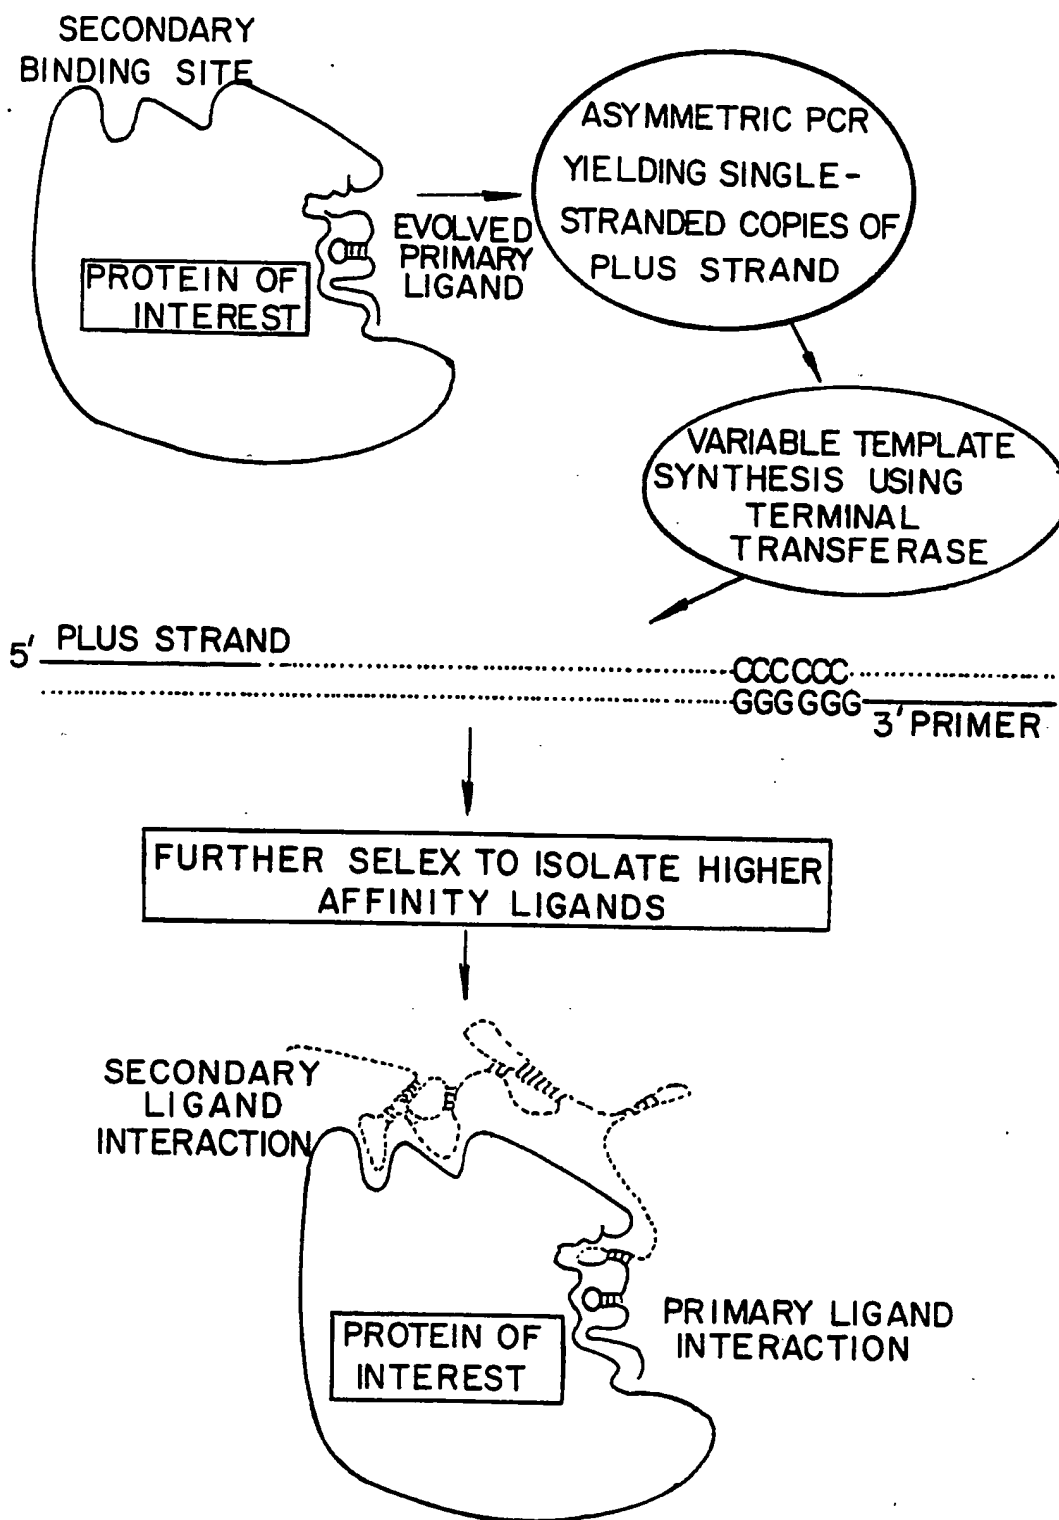 SECONDARY
BINDING SITE
PROTEIN OF
INTEREST
EVOLVED
PRIMARY
LIGAND
ASYMMETRIC PCR
YIELDING SINGLE-
STRANDED COPIES OF
PLUS STRAND
VARIABLE TEMPLATE
SYNTHESIS USING
TERMINAL
TRANSFERASE
5' PLUS STRAND
CCCCCC
GGGGGG
3' PRIMER
FURTHER SELEX TO ISOLATE HIGHER
AFFINITY LIGANDS
SECONDARY
LIGAND
INTERACTION
PROTEIN OF
INTEREST
PRIMARY LIGAND
INTERACTION